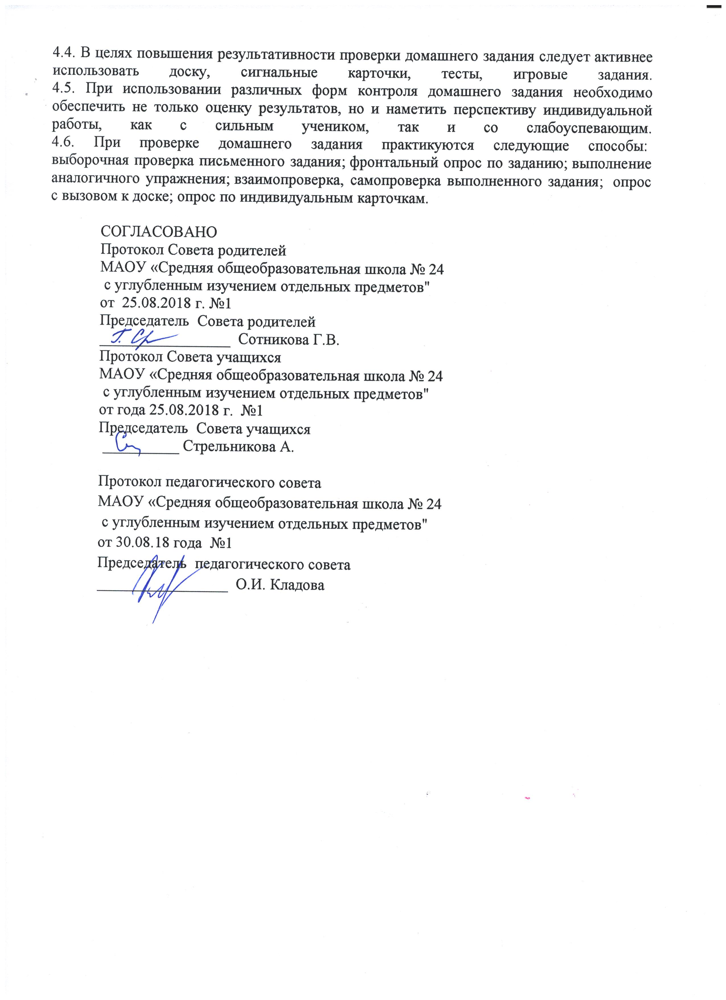 4.4. В целях повышения результативности проверки домашнего задания следует активнее
использовать доску, сигнальные карточки, тесты, игровые задания.
4.5. При использовании различных форм контроля домашнего задания необходимо
обеспечить не только оценку результатов, но и наметить перспективу индивидуальной
работы, как с сильным учеником, так и со слабоуспевающим.
4.6. При проверке домашнего задания практикуются следующие способы:
выборочная проверка письменного задания; фронтальный опрос по заданию; выполнение
аналогичного упражнения; взаимопроверка, самопроверка выполненного задания; опрос
с вызовом к доске; опрос по индивидуальным карточкам.
СОГЛАСОВАНО
Протокол Совета родителей
МАОУ «Средняя общеобразовательная школа № 24
с углубленным изучением отдельных предметов"
от 25.08.2018 г. №1
Председатель Совета родителей
Сотникова Г.В.
Протокол Совета учащихся
МАОУ «Средняя общеобразовательная школа № 24
с углубленным изучением отдельных предметов"
от года 25.08.2018 г. №1
Председатель Совета учащихся
Стрельникова А.
Протокол педагогического совета
МАОУ «Средняя общеобразовательная школа № 24
с углубленным изучением отдельных предметов"
от 30.08.18 года №1
Председатель педагогического совета
О.И. Кладова